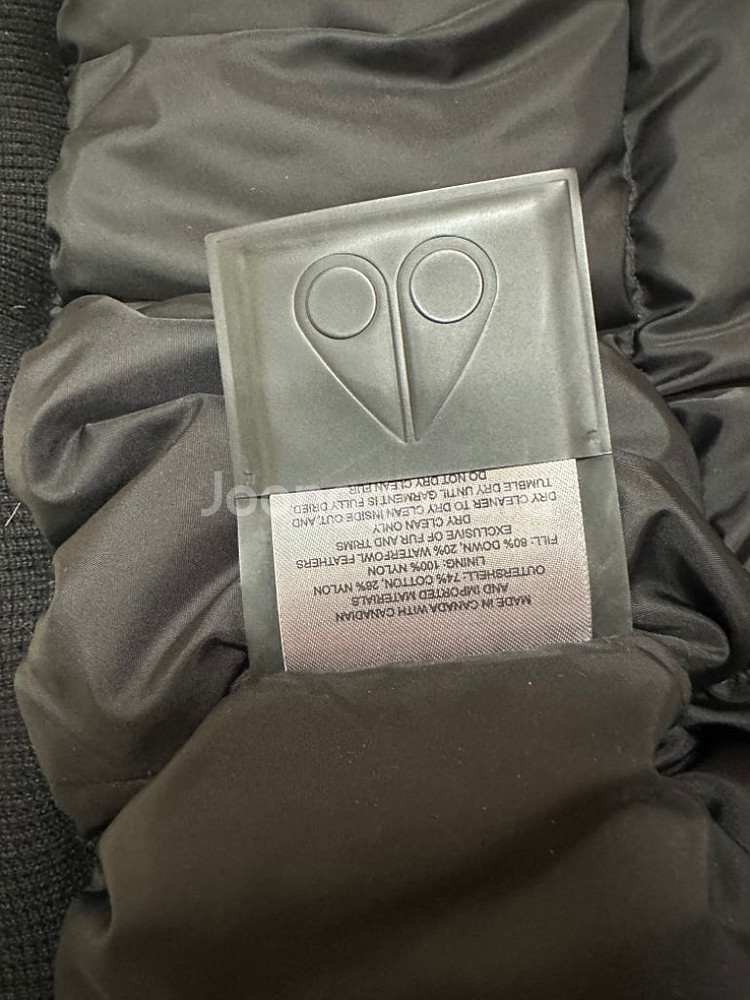 MADE IN CANADA WITH CANADIAN
AND IMPORTED MATERIALS
OUTERSHELL: 74% COTTON, 26% NYLON
LINING: 100% NYLON
FILL: 80% DOWN, 20% WATERFOWL FEATHERS
EXCLUSIVE OF FUR AND TRIMS
DRY CLEAN ONLY
DRY CLEANER TO DRY CLEAN INSIDE OUT, AND
TUMBLE DRY UNTIL GARMENT IS FULLY DRIED.
DO NOT DRY CLEAN FUR